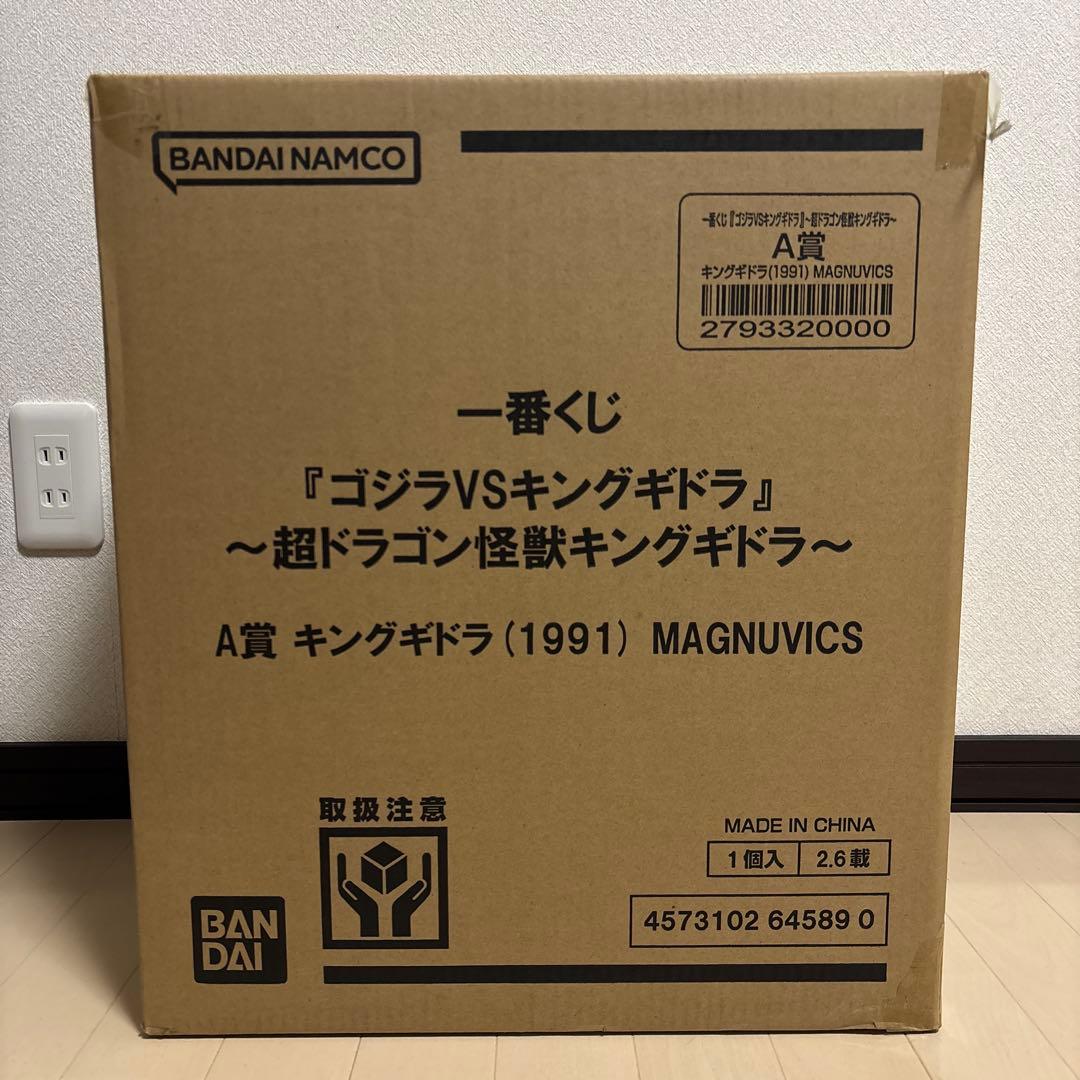 BANDAI NAMCO
一番くじ『ゴジラVSキングギドラ』~超ドラゴン怪獣キングギドラ~
A賞
キングギドラ(1991) MAGNUVICS
2793320000
一番くじ
『ゴジラVSキングギドラ』
～超ドラゴン怪獣キングギドラ～
A賞 キングギドラ(1991) MAGNUVICS
取扱注意
MADE IN CHINA
1個入 2.6載
4573102 64589 0
BAN
DAI